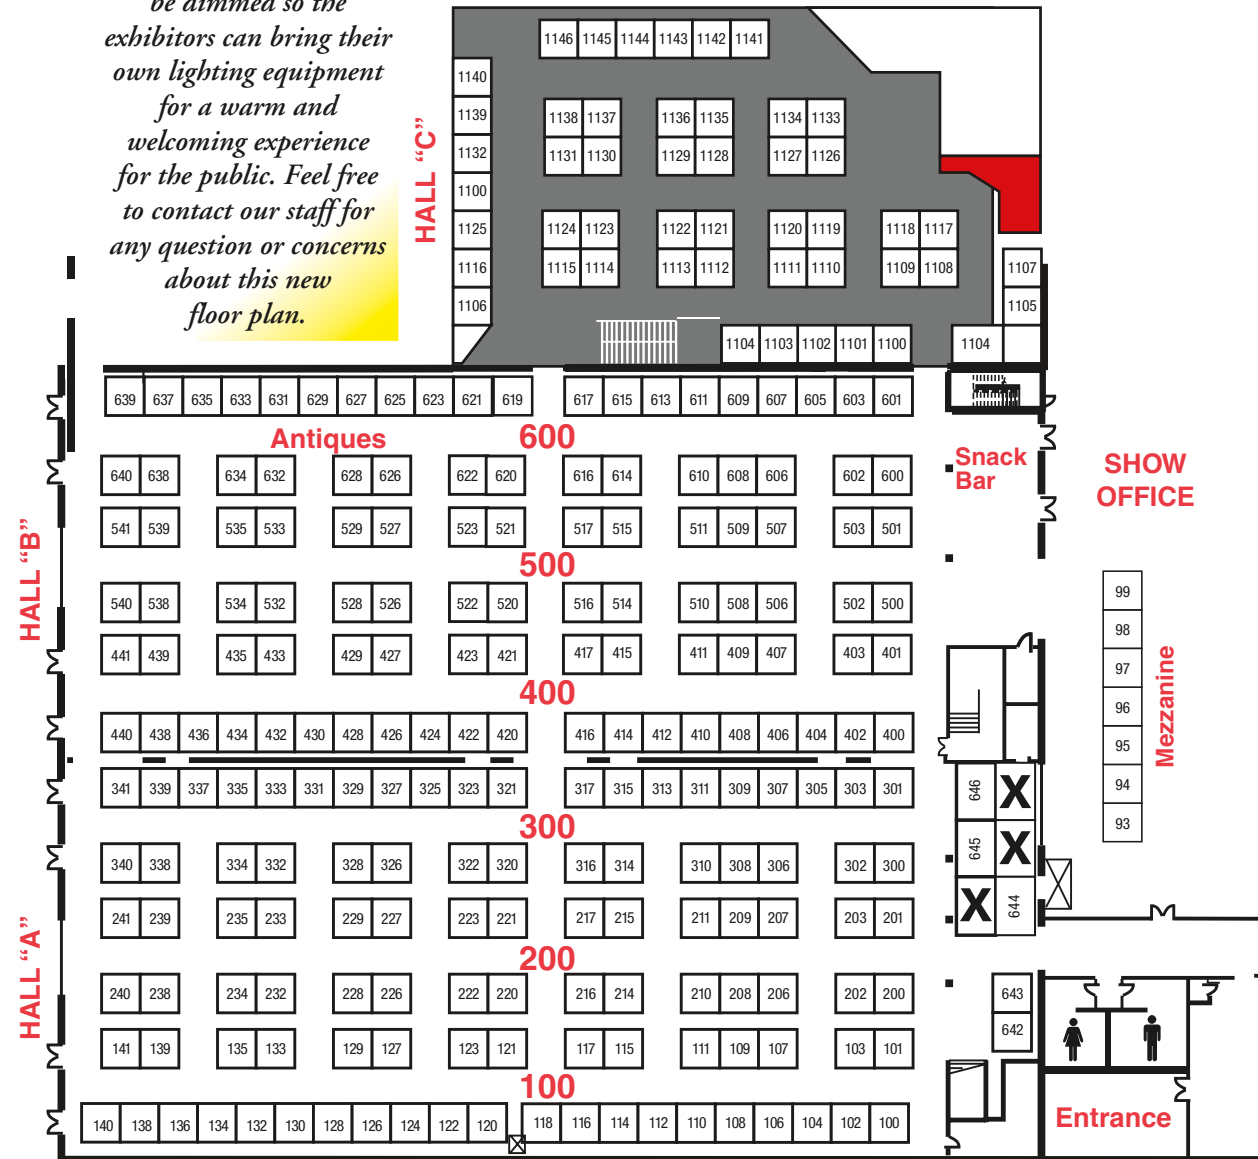 be dimmed so the
exhibitors can bring their
own lighting equipment
for a warm and
welcoming experience
for the public. Feel free
to contact our staff for
any question or concerns
about this new
floor plan.
HALL “C”
1146 1145 1144 1143 1142 1141
1140
1139
1132
1100
1125
1116
1106
1138 1137 1136 1135 1134 1133
1131 1130 1129 1128 1127 1126
1124 1123 1122 1121 1120 1119 1118 1117
1115 1114 1113 1112 1111 1110 1109 1108
1107
1105
1104 1103 1102 1101 1100 1104
639 637 635 633 631 629 627 625 623 621 619 617 615 613 611 609 607 605 603 601
Antiques
600
Snack
Bar
SHOW
OFFICE
640 638 634 632 628 626 622 620 616 614 610 608 606 602 600
541 539 535 533 529 527 523 521 517 515 511 509 507 503 501
HALL “B”
500
540 538 534 532 528 526 522 520 516 514 510 508 506 502 500
441 439 435 433 429 427 423 421 417 415 411 409 407 403 401
400
440 438 436 434 432 430 428 426 424 422 420 416 414 412 410 408 406 404 402 400
99
98
97
96
95
94
93
Mezzanine
341 339 337 335 333 331 329 327 325 323 321 317 315 313 311 309 307 305 303 301
646 X
645 X
X 644
300
340 338 334 332 328 326 322 320 316 314 310 308 306 302 300
241 239 235 233 229 227 223 221 217 215 211 209 207 203 201
HALL “A”
200
240 238 234 232 228 226 222 220 216 214 210 208 206 202 200
643
642
141 139 135 133 129 127 123 121 117 115 111 109 107 103 101
100
140 138 136 134 132 130 128 126 124 122 120 118 116 114 112 110 108 106 104 102 100
Entrance